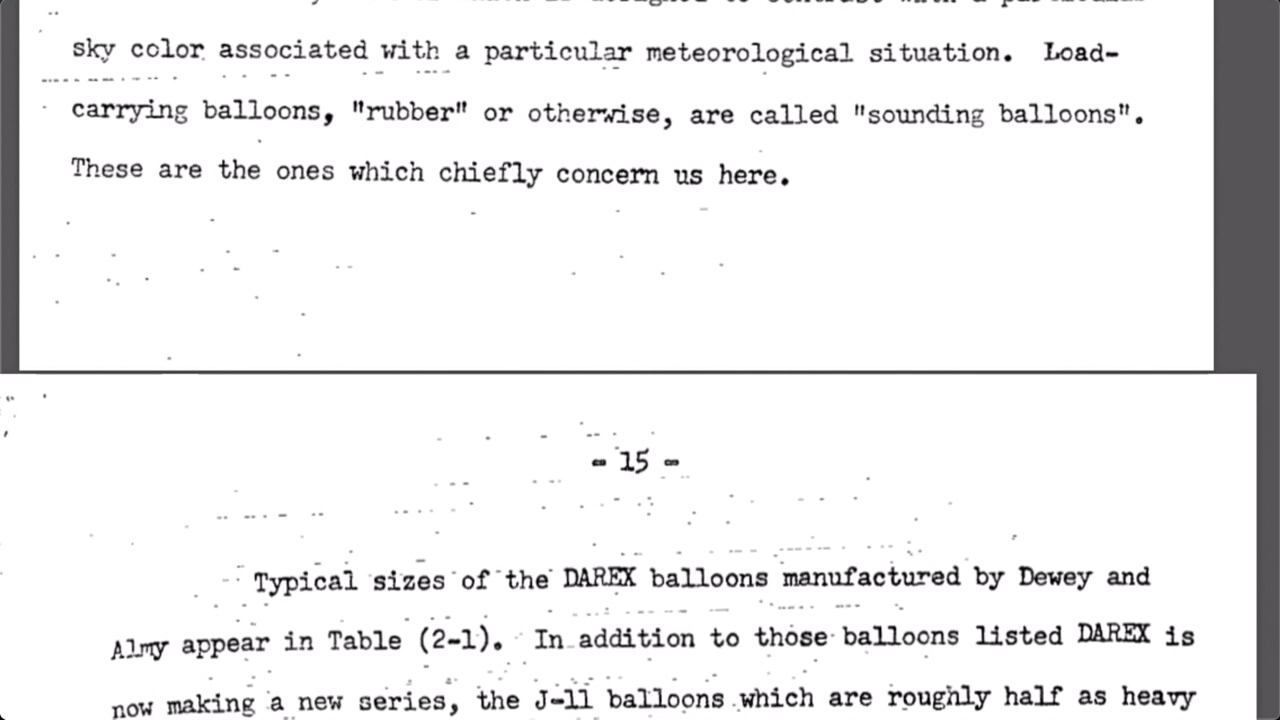 sky color associated with a particular meteorological situation. Load-
carrying balloons, "rubber" or otherwise, are called "sounding balloons".
These are the ones which chiefly concern us here.
- 15 -
Typical sizes of the DAREX balloons manufactured by Dewey and
Almy appear in Table (2-1). In addition to those balloons listed DAREX is
now making a new series, the J-11 balloons which are roughly half as heavy